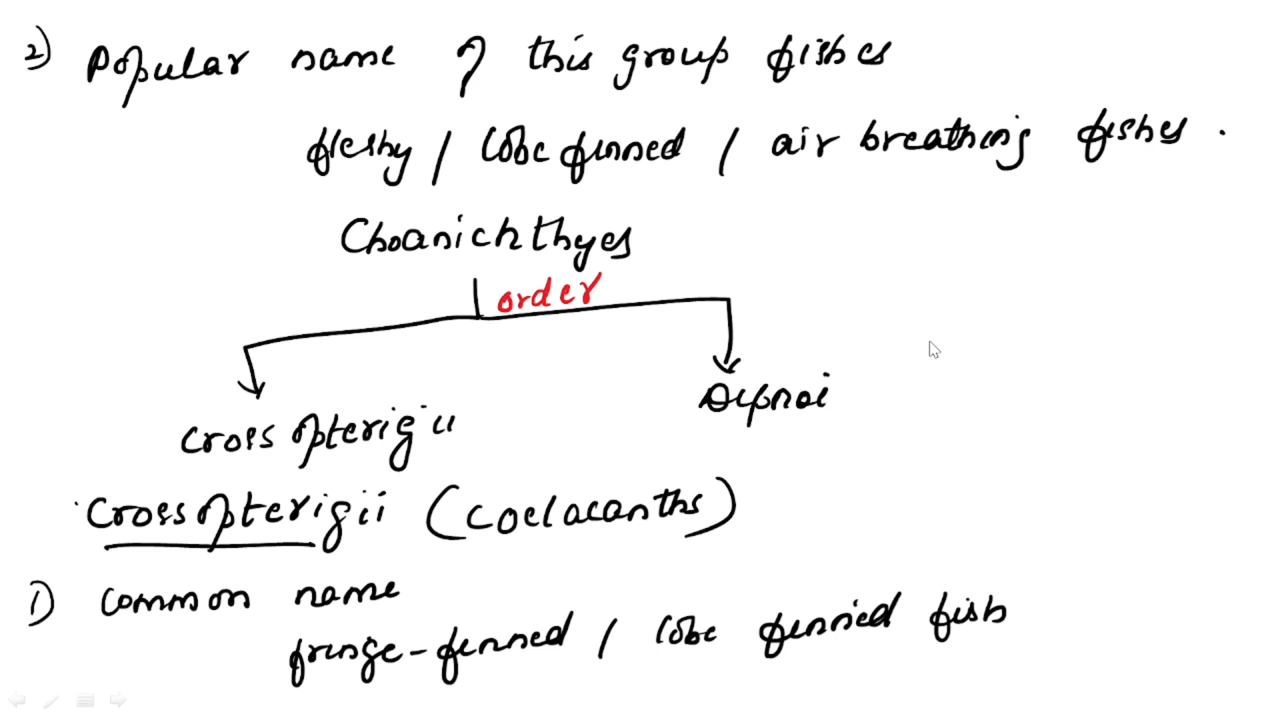 2) Popular name of this group fishes
fleshy / lobe finned / air breathing fishes.
Choanichthyes
order
Crossopterigii
Dipnoi
Crossopterigii (Coelacanths)
1) Common name
fringe-finned / lobe finned fish